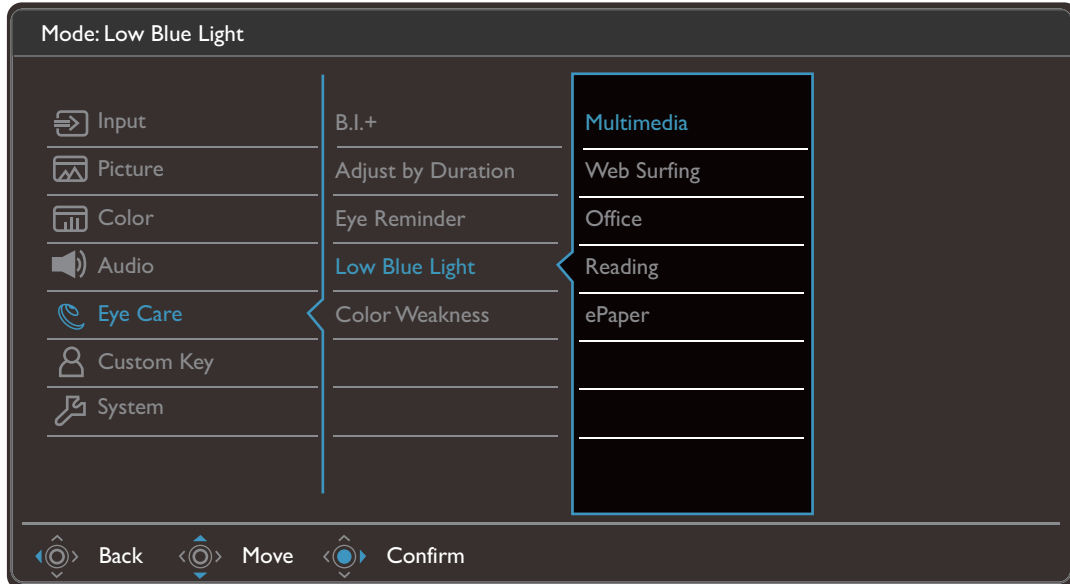 Mode: Low Blue Light
Input
Picture
Color
Audio
Eye Care
Custom Key
System
B.I.+
Adjust by Duration
Eye Reminder
Low Blue Light
Color Weakness
Multimedia
Web Surfing
Office
Reading
ePaper
Back Move Confirm